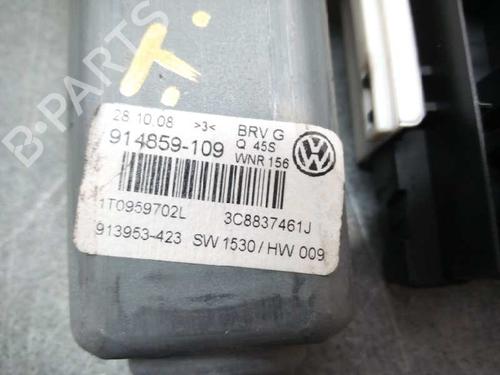 B-PARTS
28.10.08 >3< BRV G
914859-109 Q 45S
WNR 156
1T0959702L 3C8837461J
913953-423 SW 1530 / HW 009